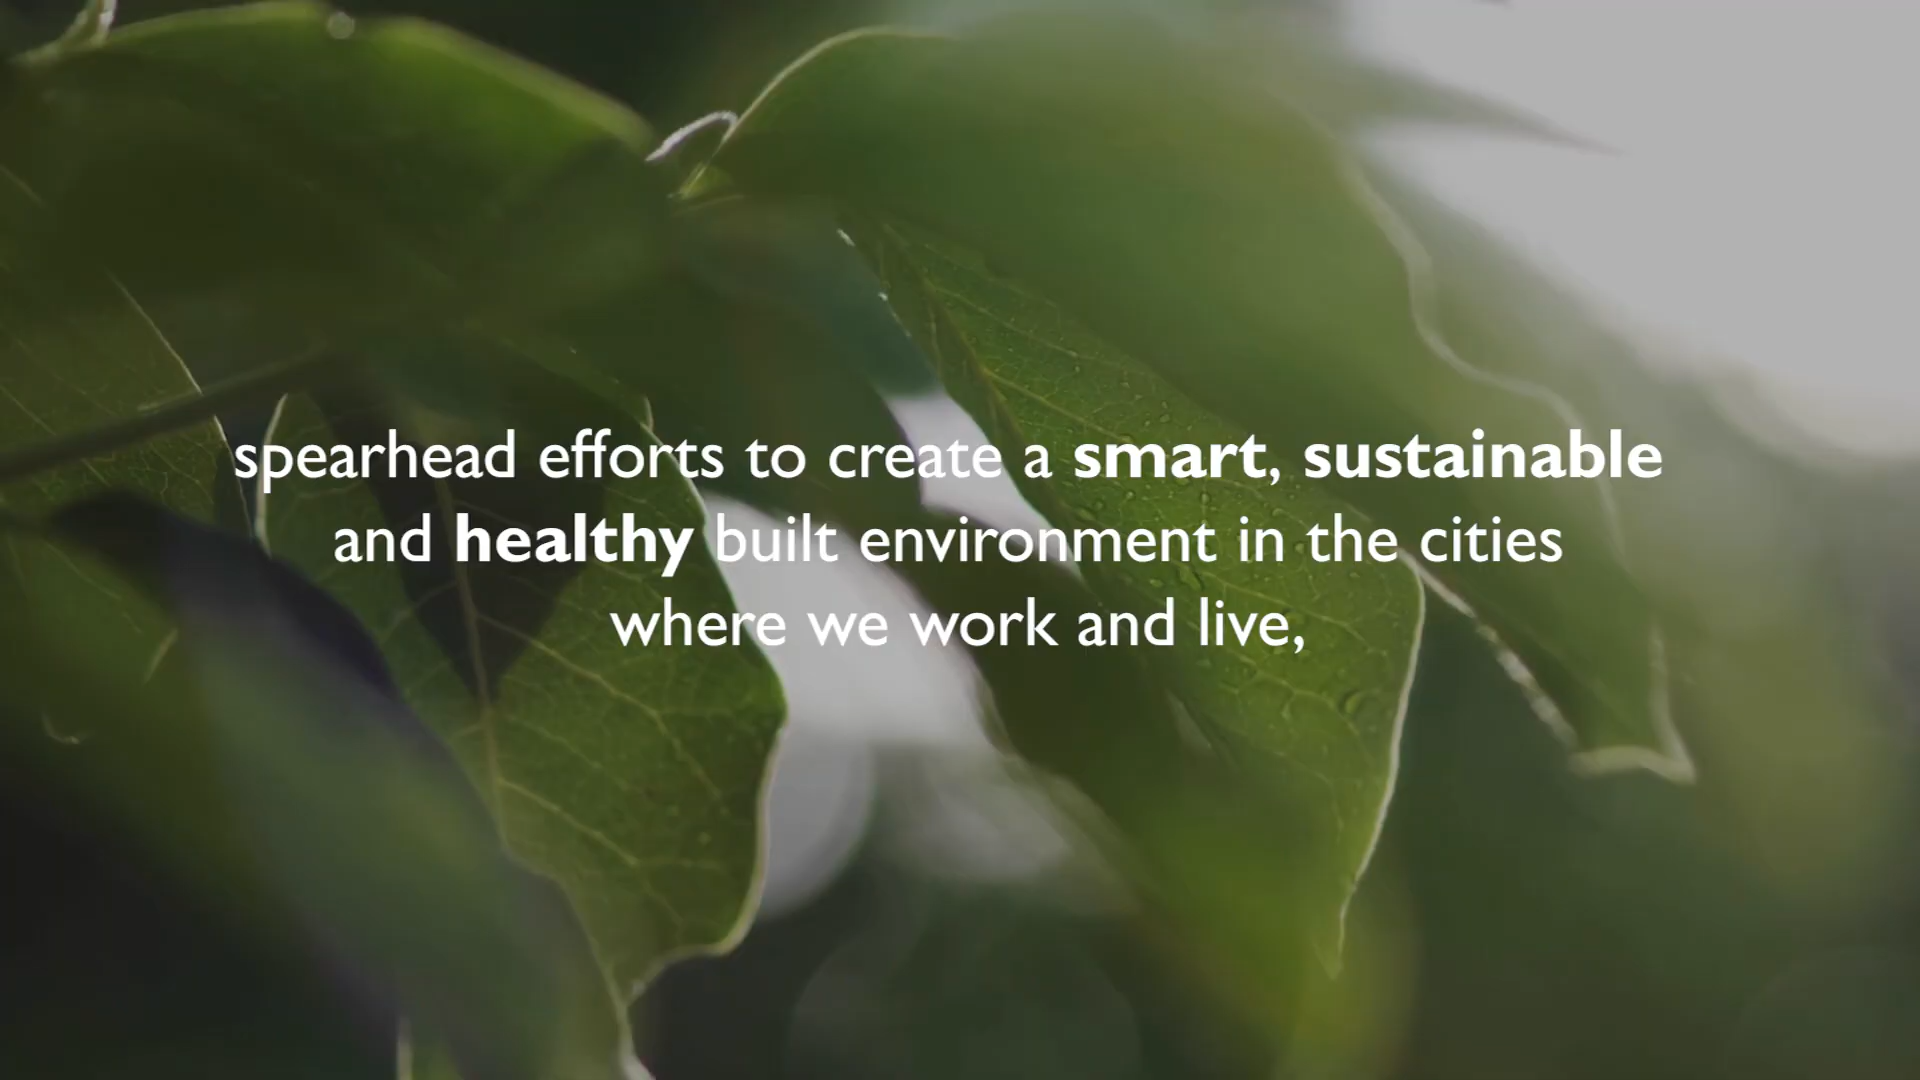 spearhead efforts to create a smart, sustainable
and healthy built environment in the cities
where we work and live,